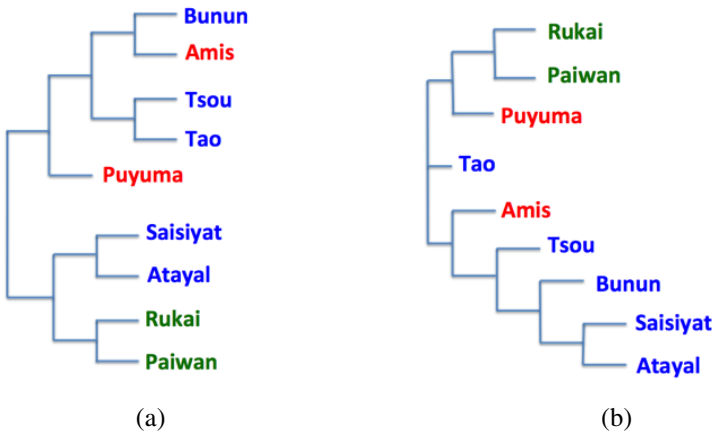 Bunun
Amis
Tsou
Tao
Puyuma
Saisiyat
Atayal
Rukai
Paiwan
(a)
Rukai
Paiwan
Puyuma
Tao
Amis
Tsou
Bunun
Saisiyat
Atayal
(b)